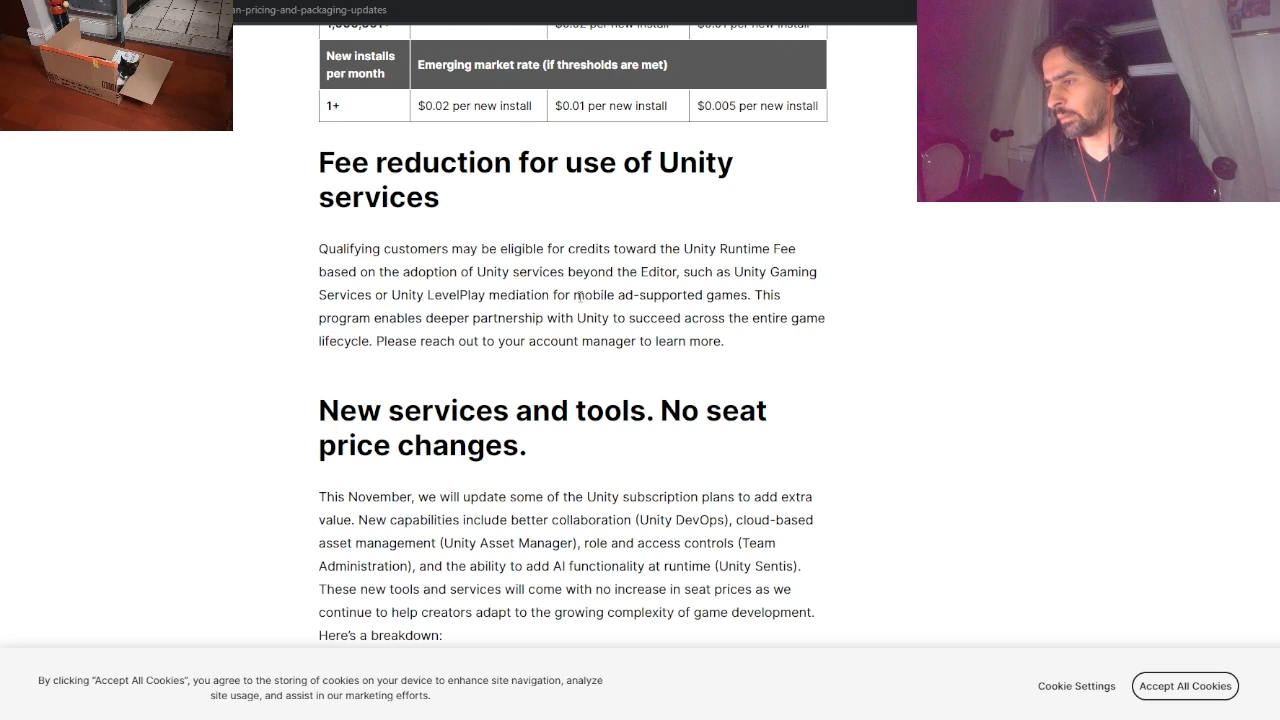 an-pricing-and-packaging-updates
1,000,001+ $0.02 per new install $0.01 per new install
New installs per month Emerging market rate (if thresholds are met)
1+ $0.02 per new install $0.01 per new install $0.005 per new install
Fee reduction for use of Unity
services
Qualifying customers may be eligible for credits toward the Unity Runtime Fee
based on the adoption of Unity services beyond the Editor, such as Unity Gaming
Services or Unity LevelPlay mediation for mobile ad-supported games. This
program enables deeper partnership with Unity to succeed across the entire game
lifecycle. Please reach out to your account manager to learn more.
New services and tools. No seat
price changes.
This November, we will update some of the Unity subscription plans to add extra
value. New capabilities include better collaboration (Unity DevOps), cloud-based
asset management (Unity Asset Manager), role and access controls (Team
Administration), and the ability to add AI functionality at runtime (Unity Sentis).
These new tools and services will come with no increase in seat prices as we
continue to help creators adapt to the growing complexity of game development.
Here’s a breakdown:
By clicking “Accept All Cookies”, you agree to the storing of cookies on your device to enhance site navigation, analyze
site usage, and assist in our marketing efforts.
Cookie Settings
Accept All Cookies